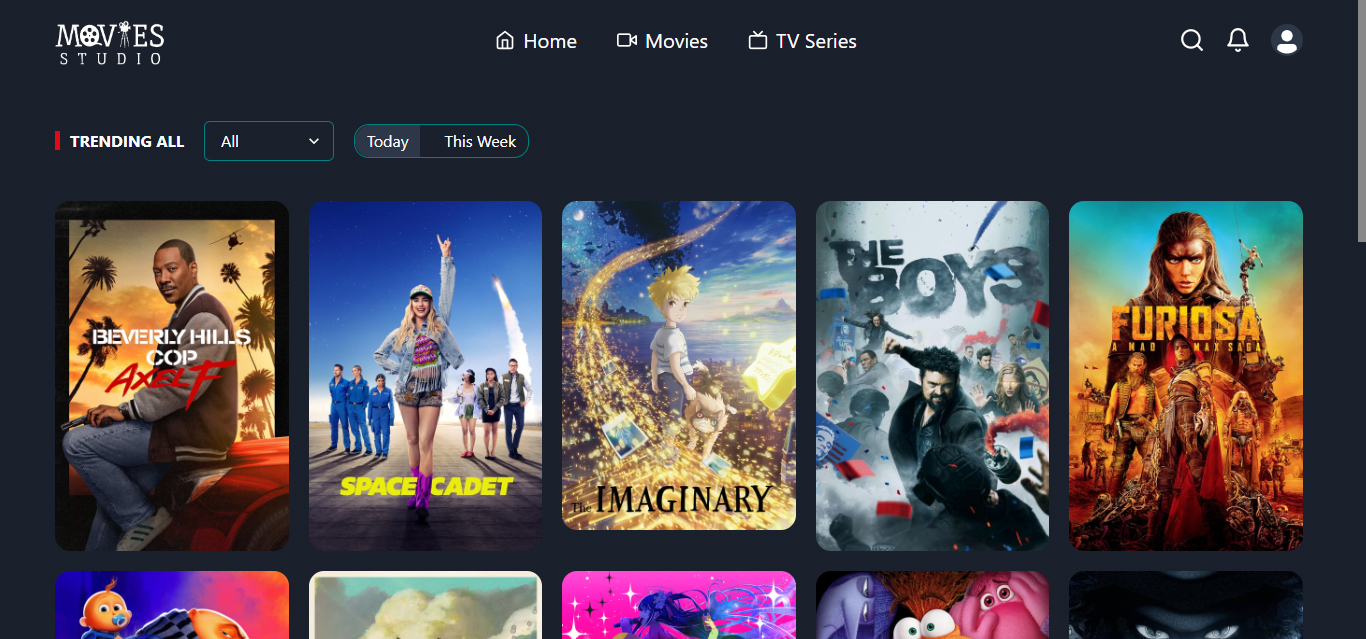 MOVIES
STUDIO
Home
Movies
TV Series
TRENDING ALL
All
Today
This Week
BEVERLY HILLS
COP
AXEL F
SPACE CADET
The IMAGINARY
THE
BOYS
FURIOSA
A MAD MAX SAGA